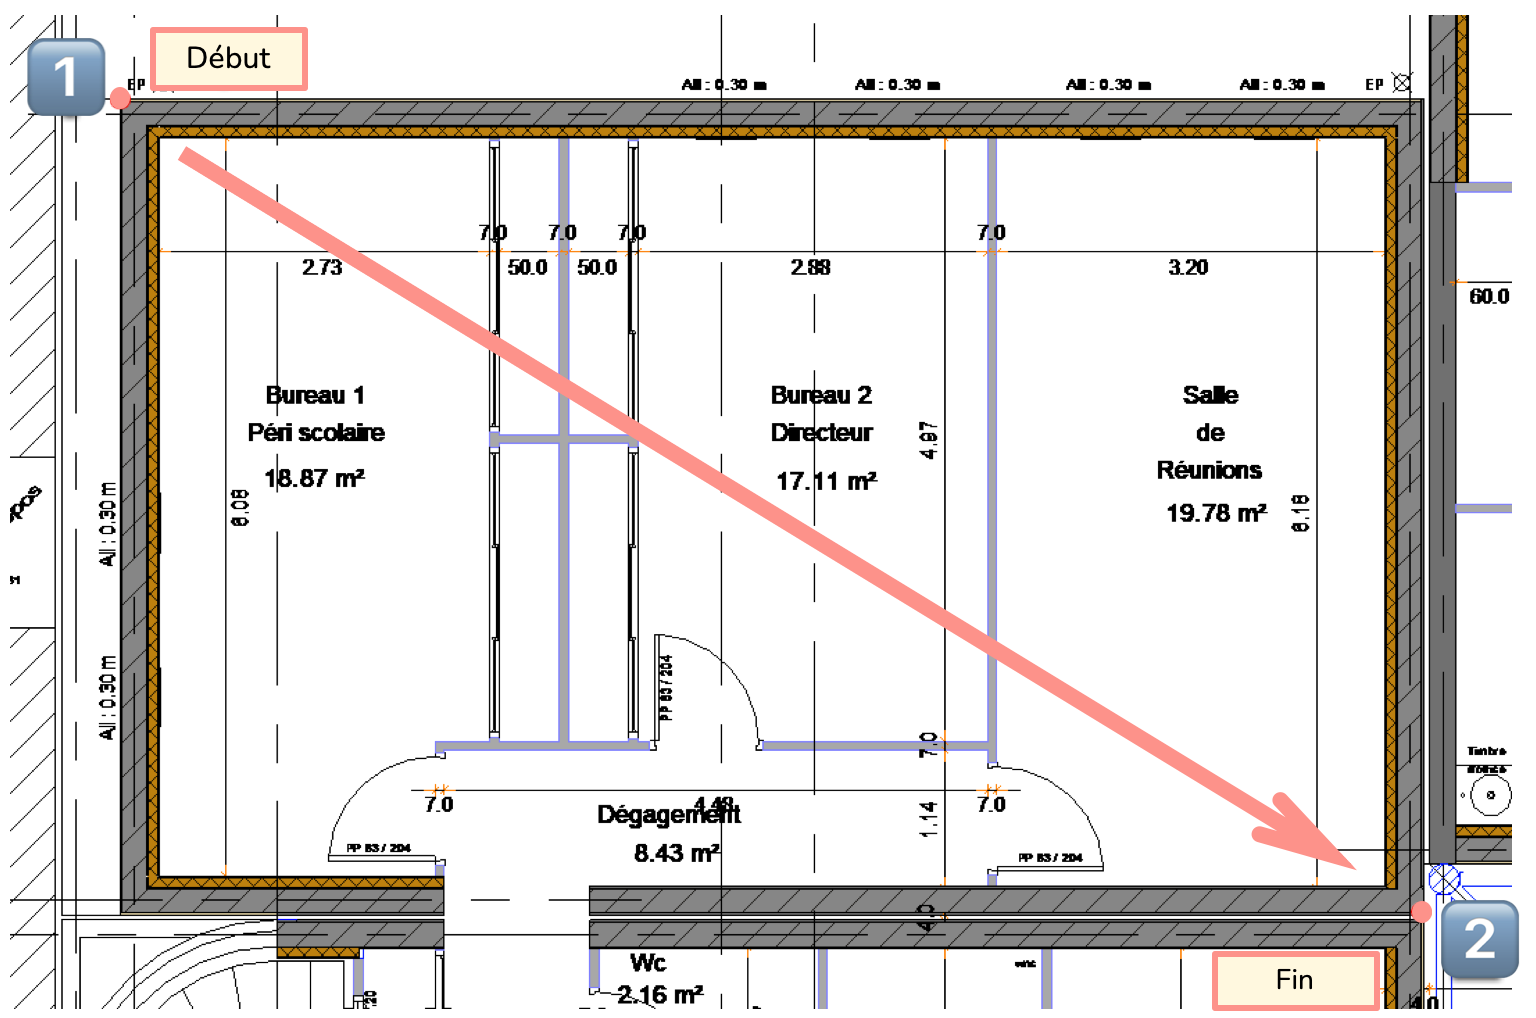 1
Début
EP
All : 0.30 m
All : 0.30 m
All : 0.30 m
All : 0.30 m
EP
7.0
7.0
7.0
7.0
2.73
50.0
50.0
2.88
3.20
60.0
Bureau 1
Péri scolaire
18.87 m²
Bureau 2
Directeur
17.11 m²
Salle
de
Réunions
19.78 m²
6.08
4.97
6.18
All : 0.30 m
All : 0.30 m
PP 83 / 204
7.0
Timbre
7.0
4.48
7.0
Dégagement
8.43 m²
1.14
PP 83 / 204
PP 83 / 204
4.0
2
Wc
2.16 m²
Fin
4.0